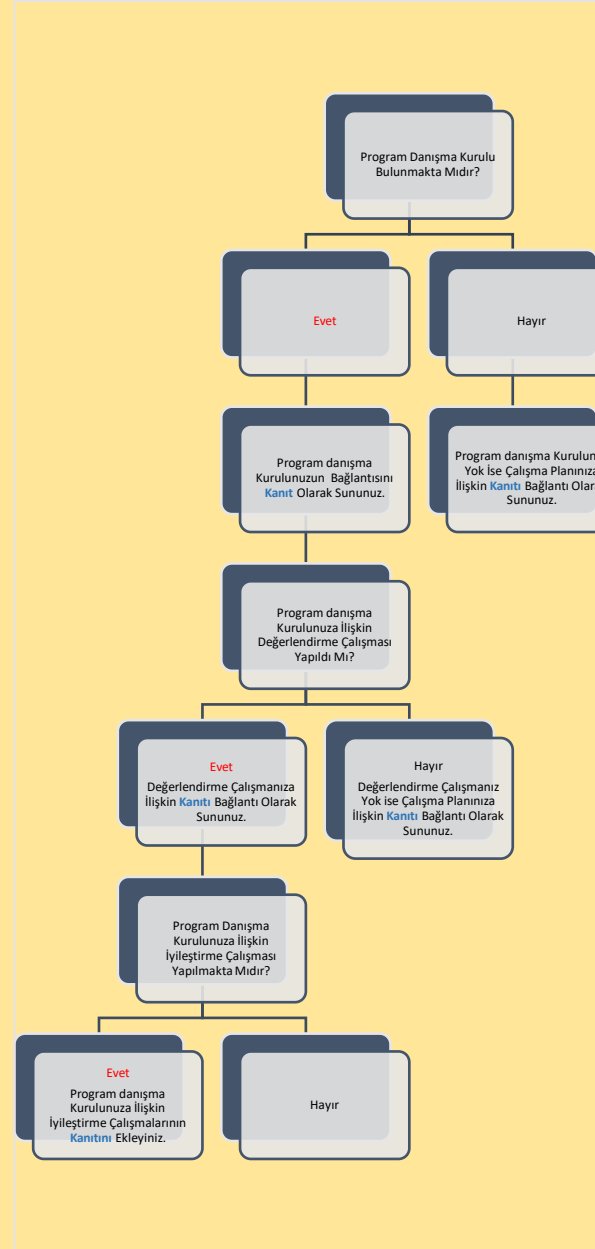 Program Danışma Kurulu
Bulunmakta Mıdır?
Evet
Hayır
Program danışma
Kurulunuzun Bağlantısını
Kanıt Olarak Sununuz.
Program danışma
Yok İse Çalışma Planınıza
İlişkin Kanıtı Bağlantı
Sununuz.
Program danışma
Kurulunuza İlişkin
Değerlendirme Çalışması
Yapıldı Mı?
Evet
Değerlendirme Çalışmanıza
İlişkin Kanıtı Bağlantı Olarak
Sununuz.
Hayır
Değerlendirme Çalışmanız
Yok ise Çalışma Planınıza
İlişkin Kanıtı Bağlantı Olarak
Sununuz.
Program Danışma
Kurulunuza İlişkin
İyileştirme Çalışması
Yapılmakta Mıdır?
Evet
Program danışma
Kurulunuza İlişkin
İyileştirme Çalışmalarının
Kanıtını Ekleyiniz.
Hayır